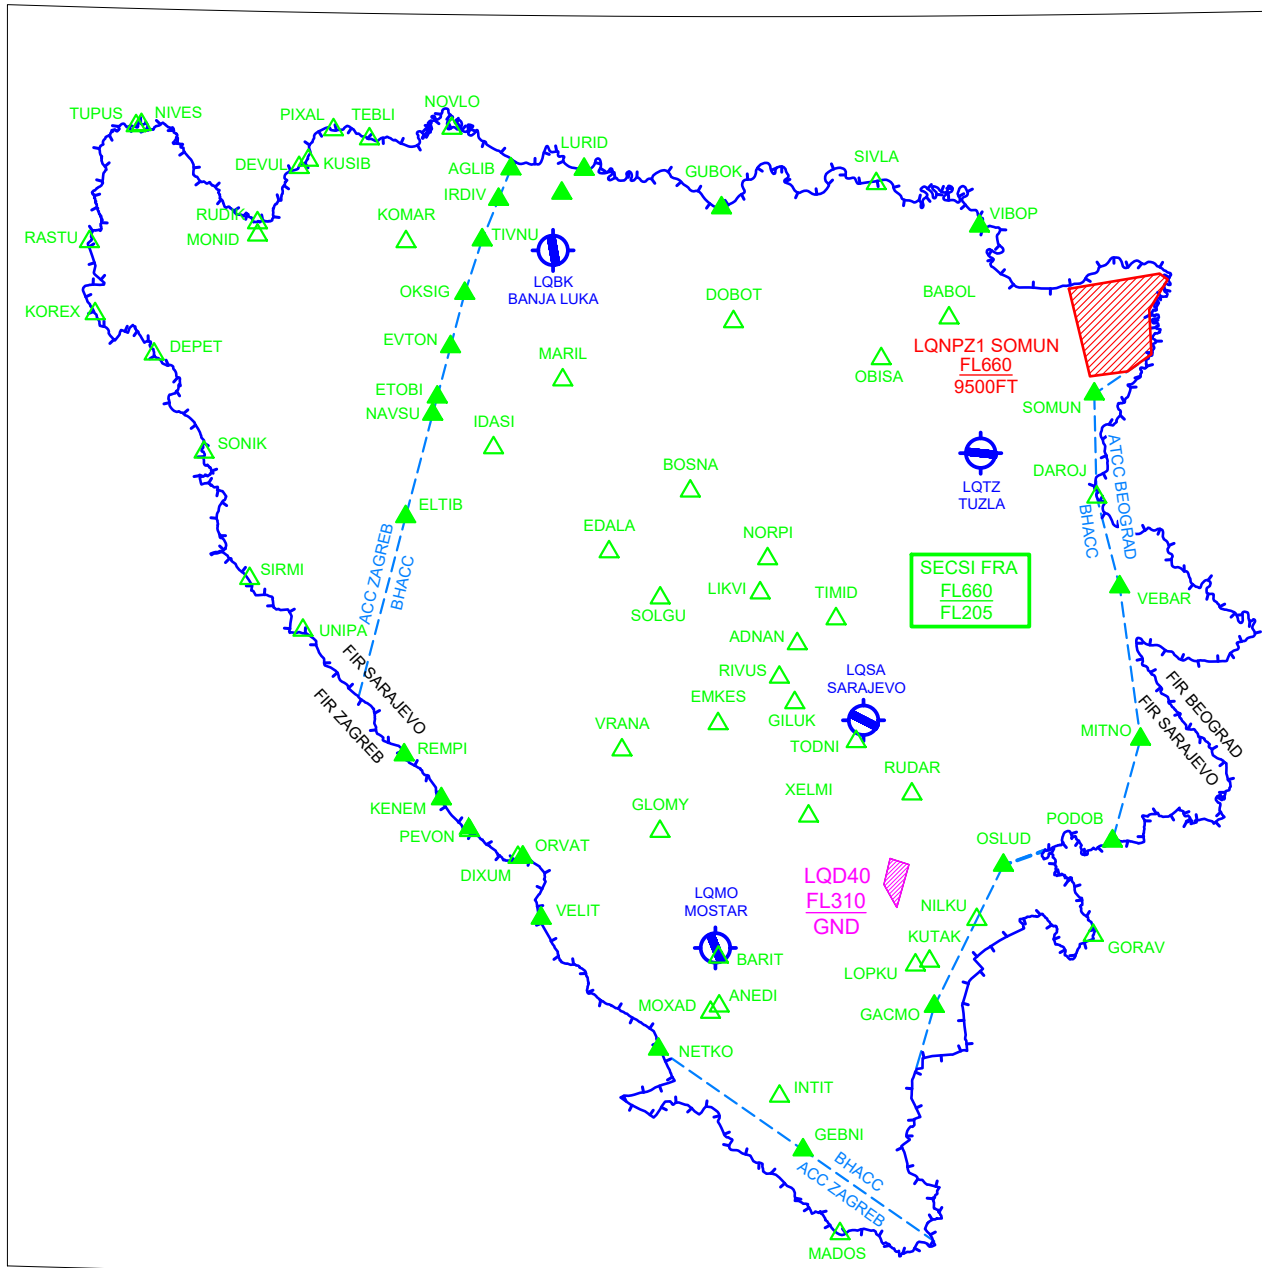 NOVLO
TUPUS
NIVES
PIXAL
TEBLI
LURID
DEVUL
KUSIB
AGLIB
SIVLA
GUBOK
IRDIV
RUDIK
KOMAR
VIBOP
RASTU
MONID
TIVNU
LQBK
BANJA LUKA
OKSIG
DOBOT
BABOL
KOREX
EVTON
LQNPZ1 SOMUN
FL660
9500FT
DEPET
MARIL
OBISA
ETOBI
SOMUN
NAVSU
IDASI
SONIK
BOSNA
DAROJ
ATCC BEOGRAD
BHACC
LQTZ
TUZLA
ELTIB
EDALA
NORPI
ACC ZAGREB
BHACC
SIRMI
SECSI FRA
FL660
FL205
LIKVI
TIMID
VEBAR
SOLGU
UNIPA
ADNAN
FIR SARAJEVO
FIR ZAGREB
RIVUS
LQSA
SARAJEVO
FIR BEOGRAD
FIR SARAJEVO
EMKES
GILUK
VRANA
TODNI
MITNO
REMPI
RUDAR
XELMI
KENEM
GLOMY
PEVON
PODOB
OSLUD
ORVAT
DIXUM
LQD40
FL310
GND
LQMO
MOSTAR
VELIT
NILKU
KUTAK
GORAV
BARIT
LOPKU
ANEDI
MOXAD
GACMO
NETKO
INTIT
GEBNI
BHACC
ACC ZAGREB
MADOS